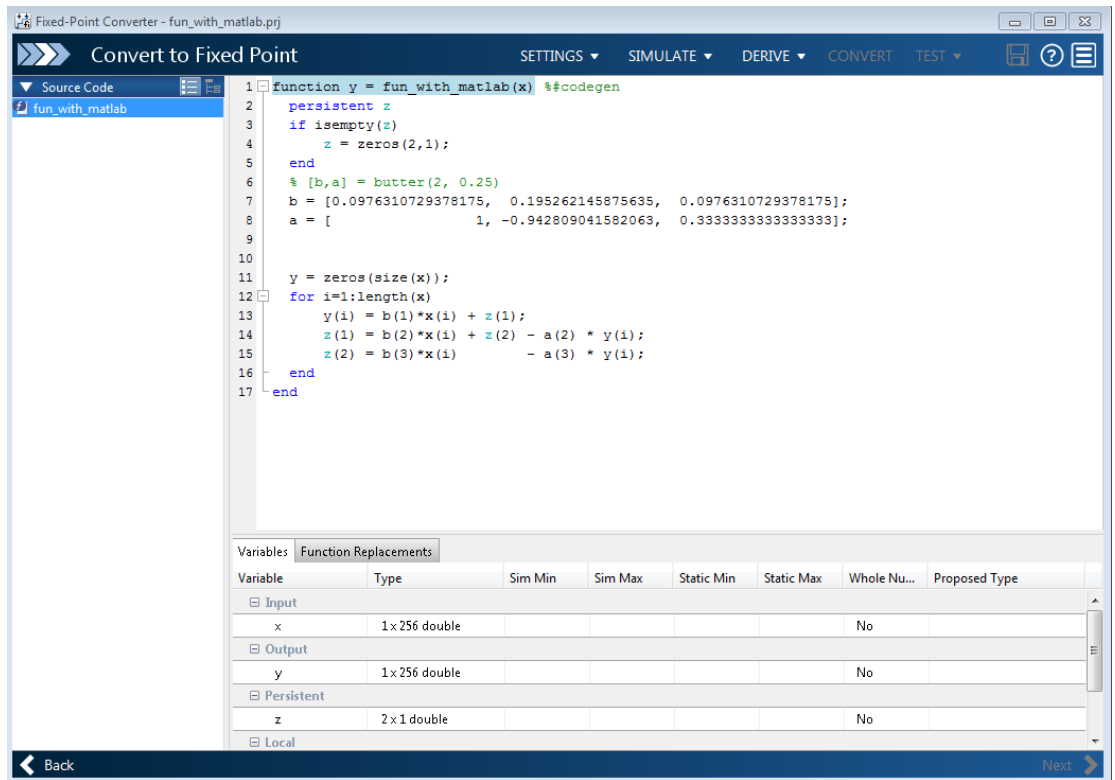 Fixed-Point Converter - fun_with_matlab.prj
Convert to Fixed Point
SETTINGS
SIMULATE
DERIVE
CONVERT
TEST
Source Code
fun_with_matlab
1 function y = fun_with_matlab(x) %#codegen
2 persistent z
3 if isempty(z)
4 z = zeros(2,1);
5 end
6 % [b,a] = butter(2, 0.25)
7 b = [0.0976310729378175, 0.195262145875635, 0.0976310729378175];
8 a = [ 1, -0.942809041582063, 0.3333333333333333];
9
10
11 y = zeros(size(x));
12 for i=1:length(x)
13 y(i) = b(1)*x(i) + z(1);
14 z(1) = b(2)*x(i) + z(2) - a(2) * y(i);
15 z(2) = b(3)*x(i) - a(3) * y(i);
16 end
17 end
Variables Function Replacements
Variable Type Sim Min Sim Max Static Min Static Max Whole Nu... Proposed Type
Input
x 1 x 256 double No
Output
y 1 x 256 double No
Persistent
z 2 x 1 double No
Local
Back
Next